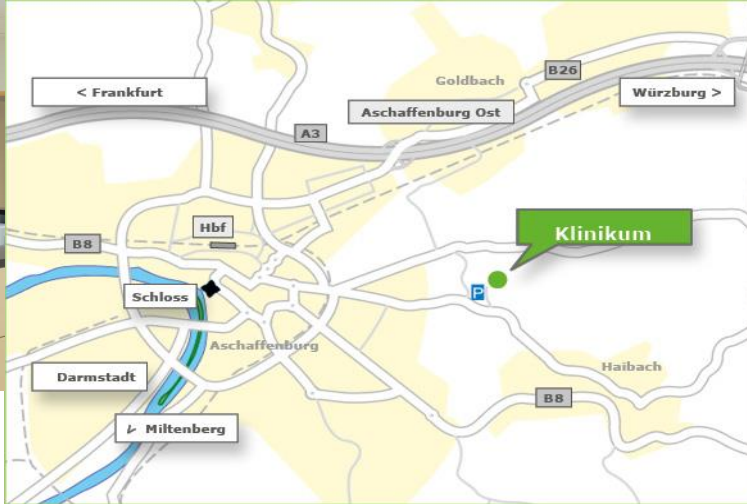 Goldbach
B26
< Frankfurt
Würzburg >
Aschaffenburg Ost
A3
Hbf
B8
Klinikum
P
Schloss
Aschaffenburg
Haibach
Darmstadt
B8
< Miltenberg